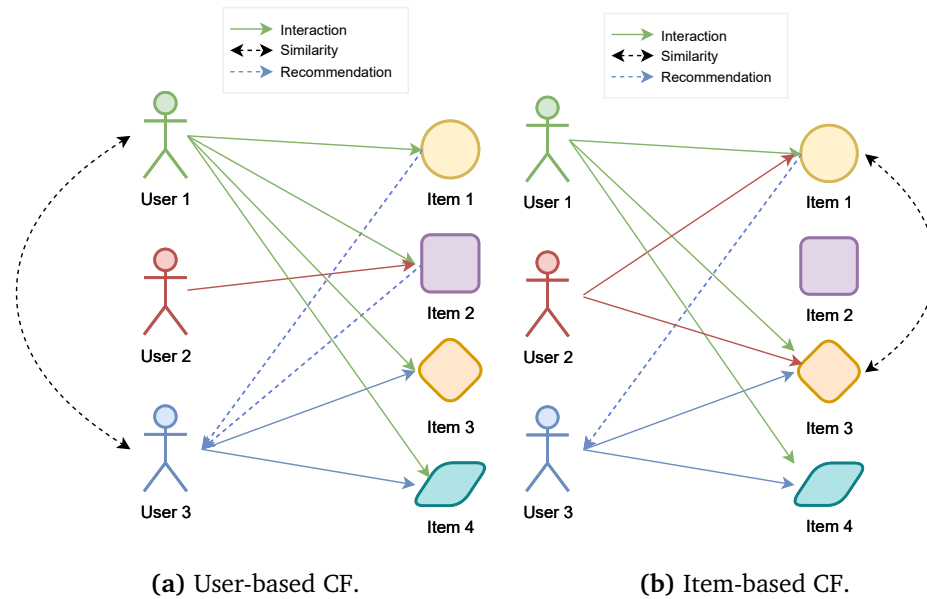 Interaction
Similarity
Recommendation
User 1
Item 1
User 2
Item 2
Item 3
User 3
Item 4
(a) User-based CF.
Interaction
Similarity
Recommendation
User 1
Item 1
User 2
Item 2
Item 3
User 3
Item 4
(b) Item-based CF.